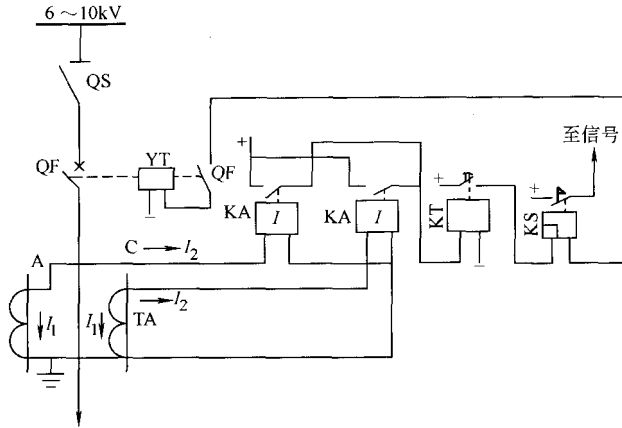 6～10kV
QS
至信号
QF
YT
QF
+
+
+
KA
I
KA
I
KT
KS
C
I₂
A
I₁
I₁
TA
I₂